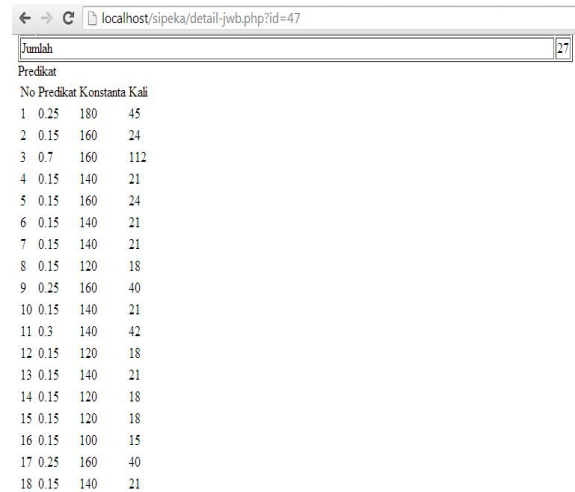 localhost/sipeka/detail-jwb.php?id=47
Jumlah 27
Predikat
No Predikat Konstanta Kali
1 0.25 180 45
2 0.15 160 24
3 0.7 160 112
4 0.15 140 21
5 0.15 160 24
6 0.15 140 21
7 0.15 140 21
8 0.15 120 18
9 0.25 160 40
10 0.15 140 21
11 0.3 140 42
12 0.15 120 18
13 0.15 140 21
14 0.15 120 18
15 0.15 120 18
16 0.15 100 15
17 0.25 160 40
18 0.15 140 21